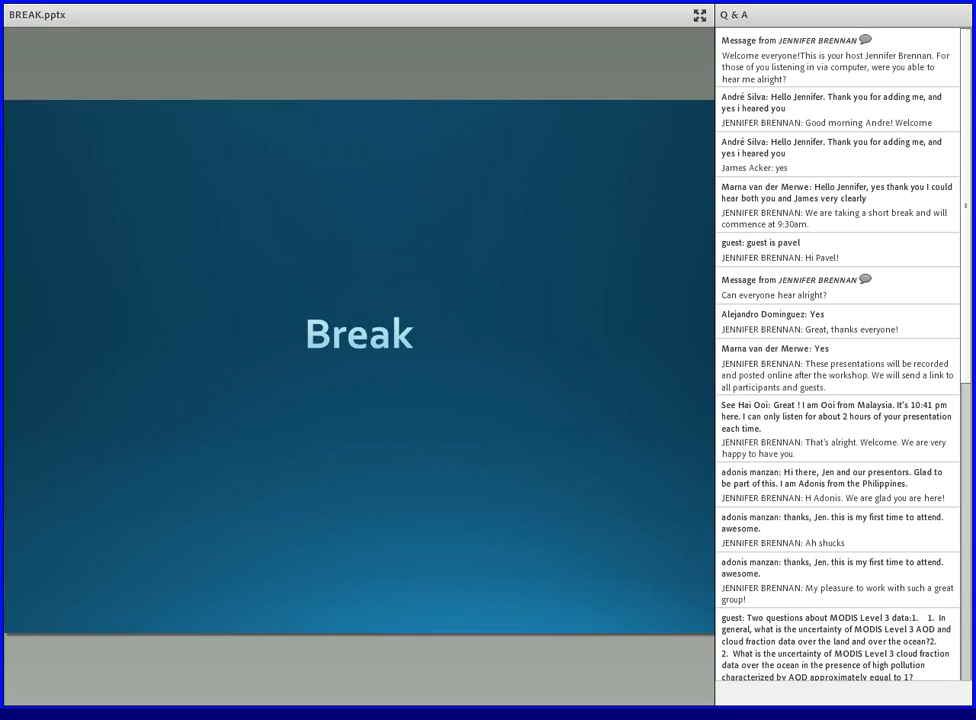 BREAK.pptx
Break
Q & A
Message from JENNIFER BRENNAN
Welcome everyone!This is your host Jennifer Brennan. For
those of you listening in via computer, were you able to
hear me alright?
André Silva: Hello Jennifer. Thank you for adding me, and
yes i heared you
JENNIFER BRENNAN: Good morning Andre! Welcome
André Silva: Hello Jennifer. Thank you for adding me, and
yes i heared you
James Acker: yes
Marna van der Merwe: Hello Jennifer, yes thank you I could
hear both you and James very clearly
JENNIFER BRENNAN: We are taking a short break and will
commence at 9:30am.
guest: guest is pavel
JENNIFER BRENNAN: Hi Pavel!
Message from JENNIFER BRENNAN
Can everyone hear alright?
Alejandro Dominguez: Yes
JENNIFER BRENNAN: Great, thanks everyone!
Marna van der Merwe: Yes
JENNIFER BRENNAN: These presentations will be recorded
and posted online after the workshop. We will send a link to
all participants and guests.
See Hai Ooi: Great ! I am Ooi from Malaysia. It's 10:41 pm
here. I can only listen for about 2 hours of your presentation
each time.
JENNIFER BRENNAN: That's alright. Welcome. We are very
happy to have you.
adonis manzan: Hi there, Jen and our presentors. Glad to
be part of this. I am Adonis from the Philippines.
JENNIFER BRENNAN: H Adonis. We are glad you are here!
adonis manzan: thanks, Jen. this is my first time to attend.
awesome.
JENNIFER BRENNAN: Ah shucks
adonis manzan: thanks, Jen. this is my first time to attend.
awesome.
JENNIFER BRENNAN: My pleasure to work with such a great
group!
guest: Two questions about MODIS Level 3 data:1. 1. In
general, what is the uncertainty of MODIS Level 3 AOD and
cloud fraction data over the land and over the ocean?2.
2. What is the uncertainty of MODIS Level 3 cloud fraction
data over the ocean in the presence of high pollution
characterized by AOD approximately equal to 1?